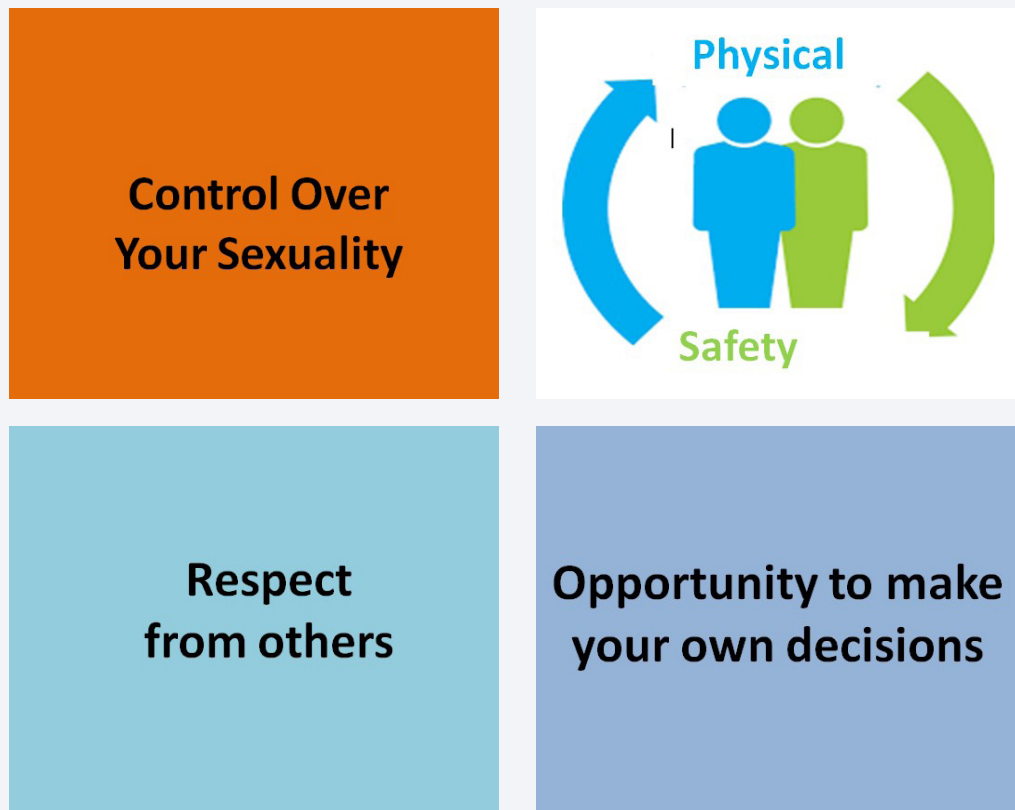 Control Over
Your Sexuality
Physical
Safety
Respect
from others
Opportunity to make
your own decisions